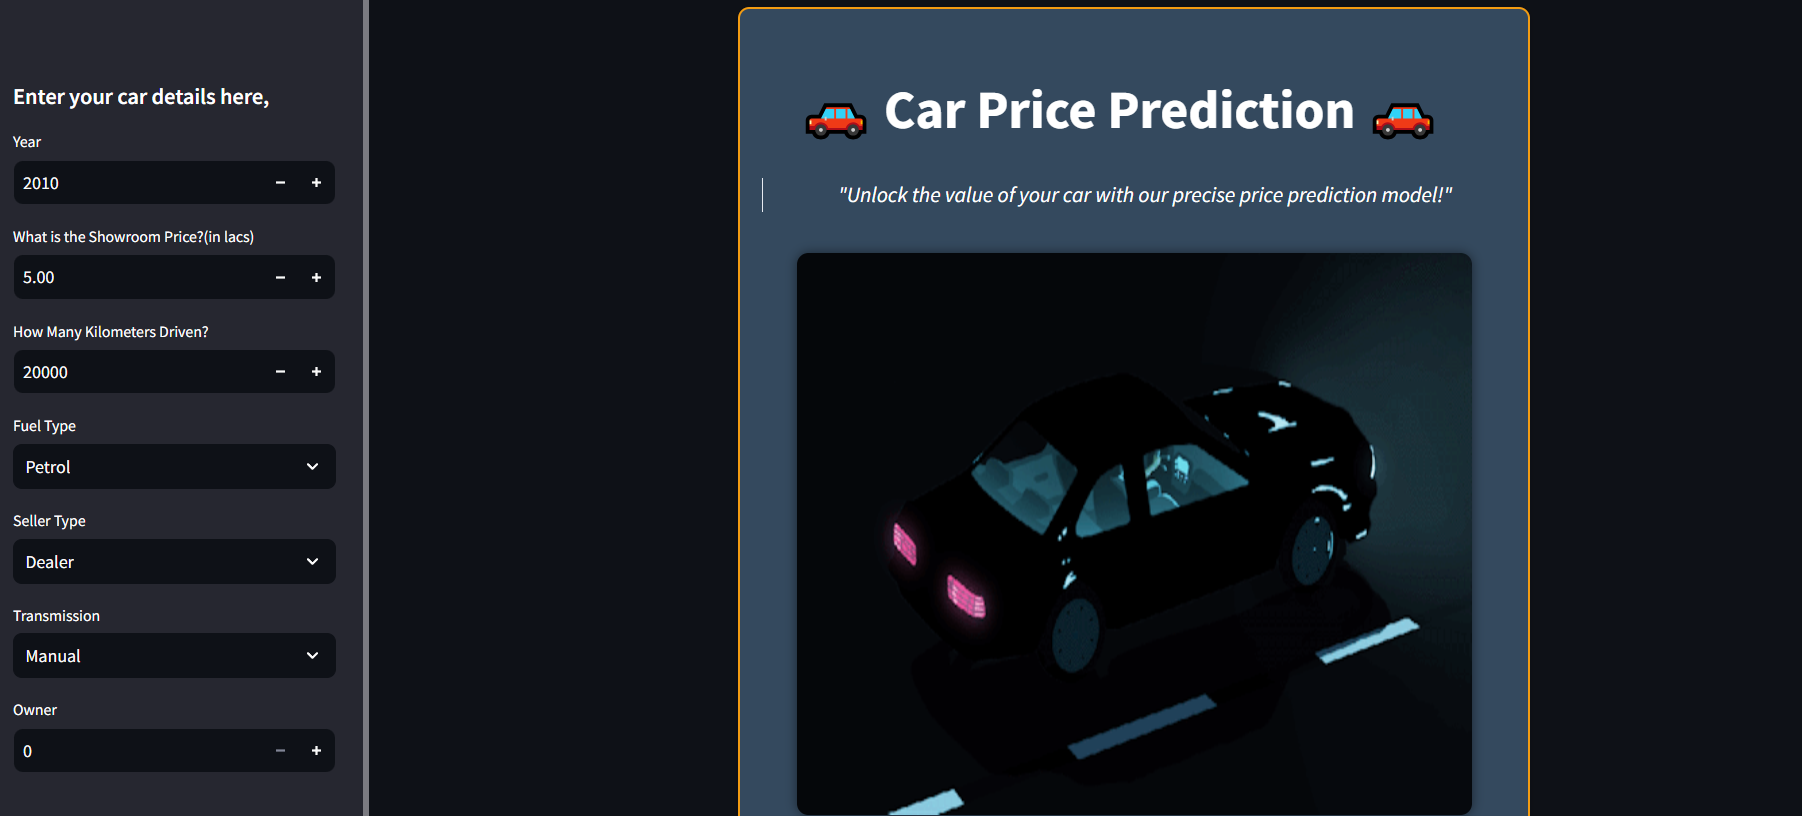 Enter your car details here,
Year
2010
What is the Showroom Price?(in lacs)
5.00
How Many Kilometers Driven?
20000
Fuel Type
Petrol
Seller Type
Dealer
Transmission
Manual
Owner
0
Car Price Prediction
"Unlock the value of your car with our precise price prediction model!"